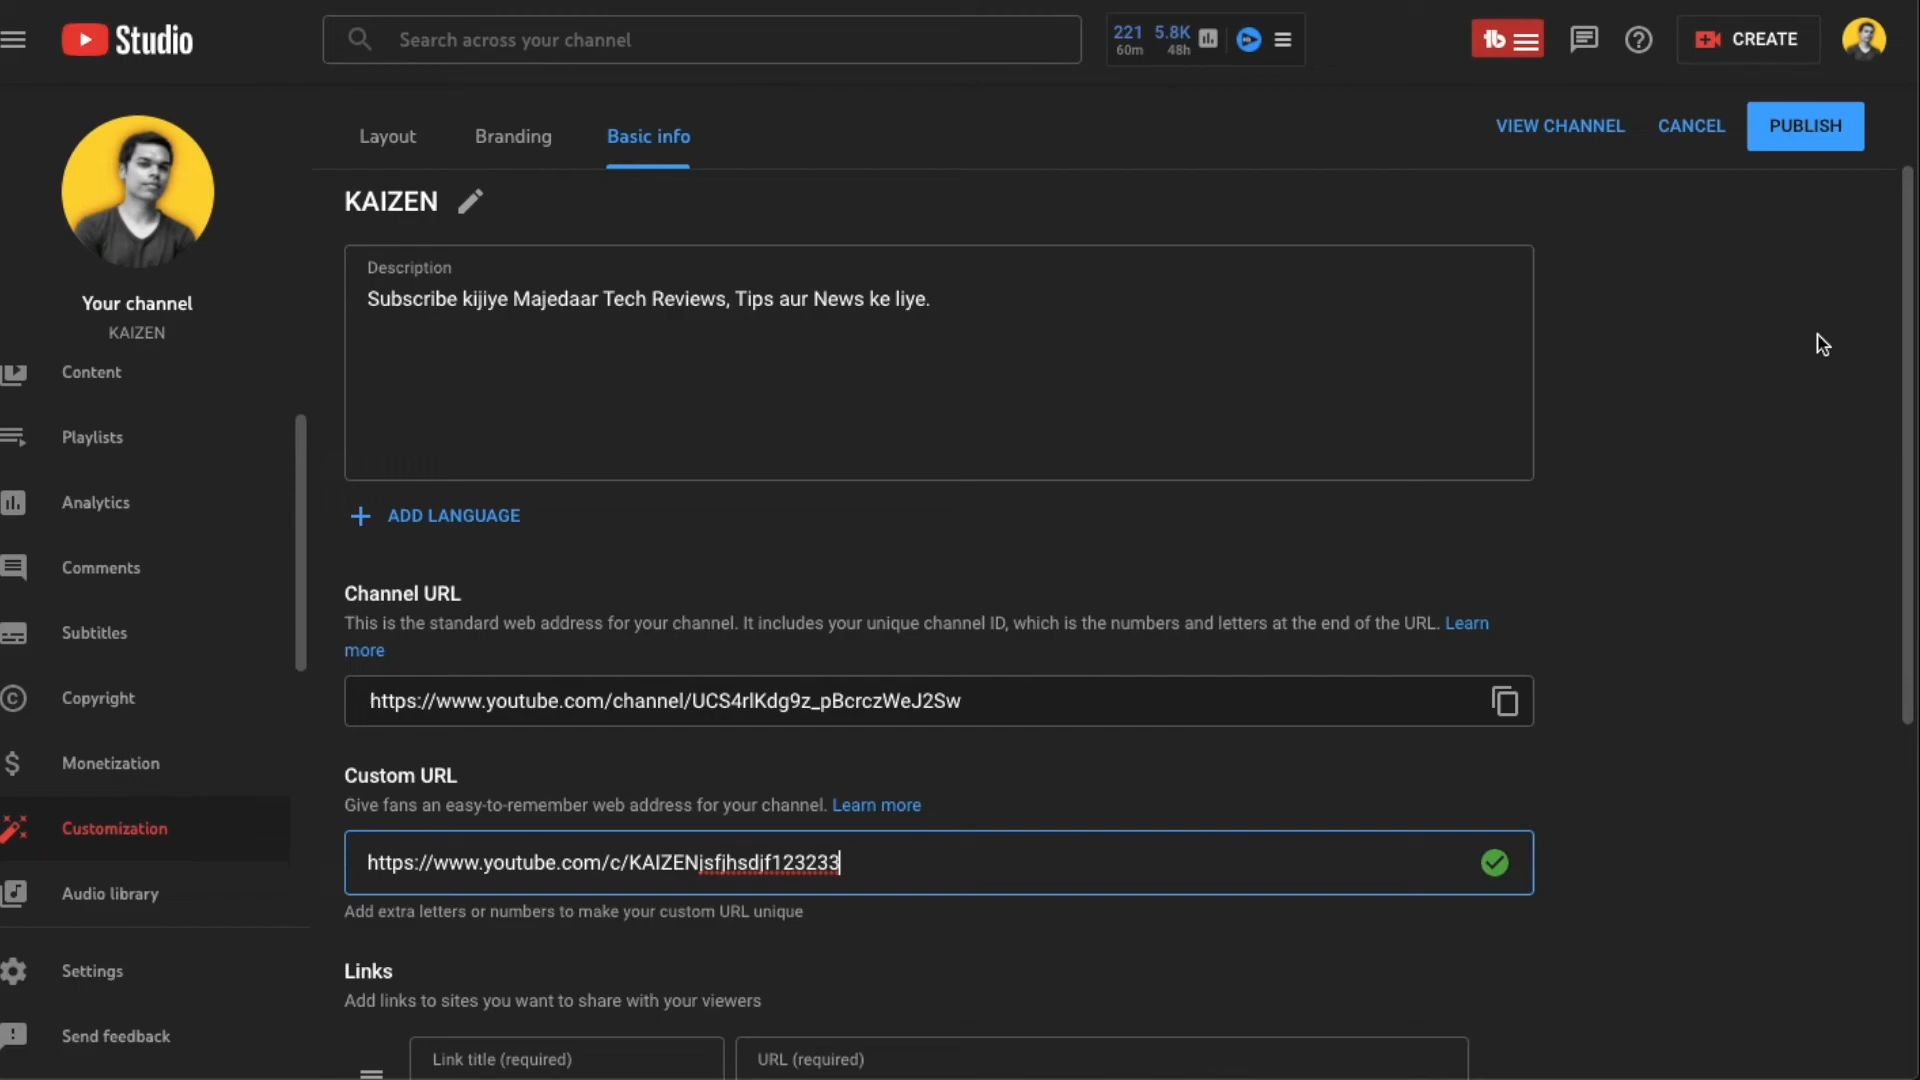 Studio
Search across your channel
221 5.8K
60m 48h
CREATE
Layout Branding Basic info
VIEW CHANNEL CANCEL PUBLISH
KAIZEN
Description
Subscribe kijiye Majedaar Tech Reviews, Tips aur News ke liye.
Your channel
KAIZEN
Content
Playlists
Analytics
Comments
Subtitles
Copyright
Monetization
Customization
Audio library
Settings
Send feedback
ADD LANGUAGE
Channel URL
This is the standard web address for your channel. It includes your unique channel ID, which is the numbers and letters at the end of the URL. Learn
more
https://www.youtube.com/channel/UCS4rlKdg9z_pBcrczWeJ2Sw
Custom URL
Give fans an easy-to-remember web address for your channel. Learn more
https://www.youtube.com/c/KAIZENjsfjhsdjf123233
Add extra letters or numbers to make your custom URL unique
Links
Add links to sites you want to share with your viewers
Link title (required) URL (required)